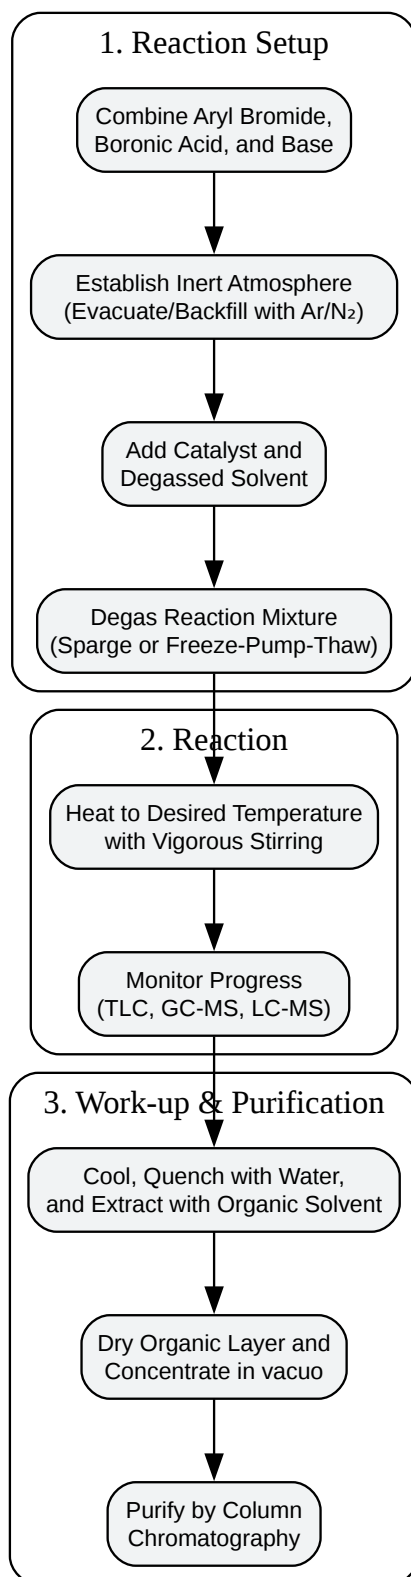 1. Reaction Setup
Combine Aryl Bromide,
Boronic Acid, and Base
Establish Inert Atmosphere
(Evacuate/Backfill with Ar/N₂)
Add Catalyst and
Degassed Solvent
Degas Reaction Mixture
(Sparge or Freeze-Pump-Thaw)
2. Reaction
Heat to Desired Temperature
with Vigorous Stirring
Monitor Progress
(TLC, GC-MS, LC-MS)
3. Work-up & Purification
Cool, Quench with Water,
and Extract with Organic Solvent
Dry Organic Layer and
Concentrate in vacuo
Purify by Column
Chromatography